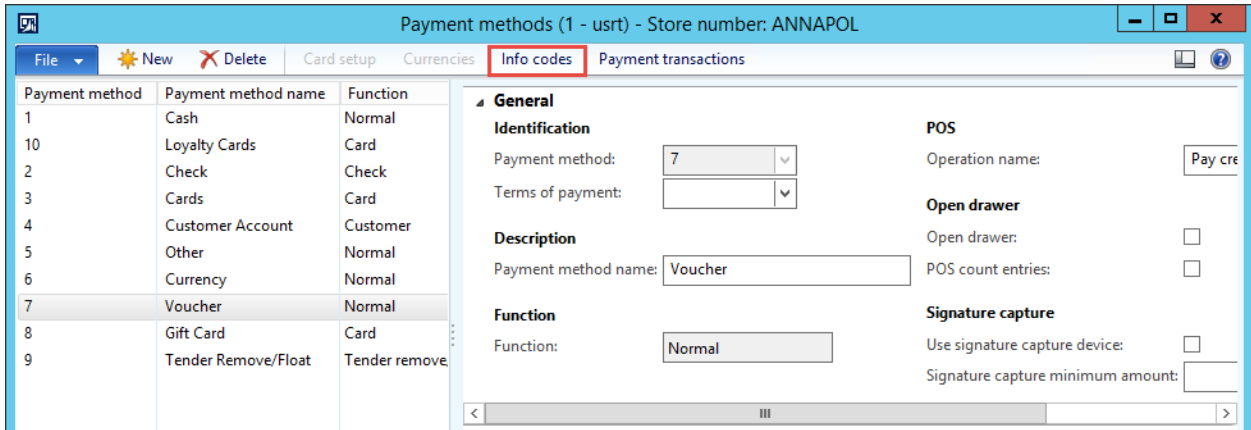 Payment methods (1 - usrt) - Store number: ANNAPOL
File New Delete Card setup Currencies Info codes Payment transactions
Payment method Payment method name Function
1 Cash Normal
10 Loyalty Cards Card
2 Check Check
3 Cards Card
4 Customer Account Customer
5 Other Normal
6 Currency Normal
7 Voucher Normal
8 Gift Card Card
9 Tender Remove/Float Tender remove
General
Identification
Payment method: 7
Terms of payment:
Description
Payment method name: Voucher
Function
Function: Normal
POS
Operation name: Pay cre
Open drawer
Open drawer:
POS count entries:
Signature capture
Use signature capture device:
Signature capture minimum amount: